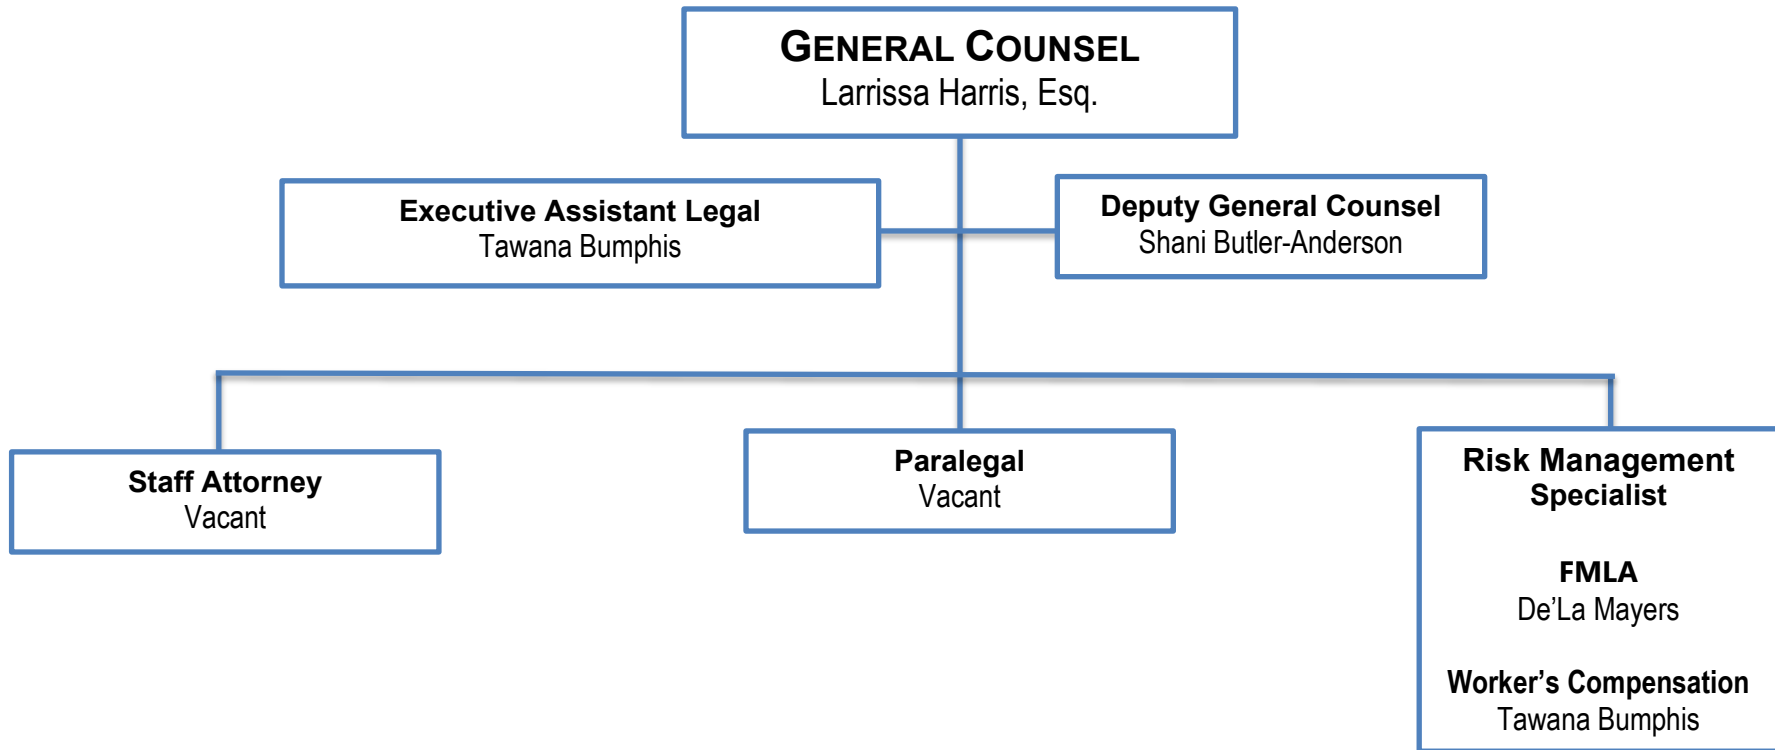 GENERAL COUNSEL
Larrissa Harris, Esq.
Executive Assistant Legal
Tawana Bumphis
Deputy General Counsel
Shani Butler-Anderson
Staff Attorney
Vacant
Paralegal
Vacant
Risk Management
Specialist
FMLA
De’La Mayers
Worker’s Compensation
Tawana Bumphis